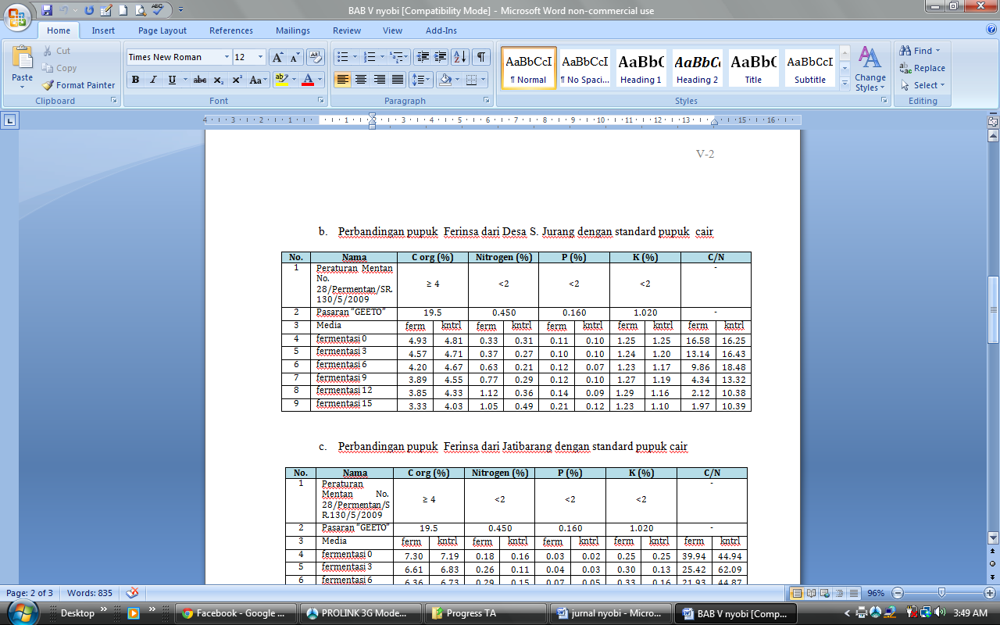 BAB V nyobi [Compatibility Mode] - Microsoft Word non-commercial use
Home Insert Page Layout References Mailings Review View Add-Ins
Paste
Cut
Copy
Format Painter
Clipboard
Times New Roman 12
Font
Paragraph
AaBbCcI AaBbCcI AaBbC AaBbCc AaBbC AaBbCcI
¶ Normal ¶ No Spaci... Heading 1 Heading 2 Title Subtitle
Change Styles
Styles
Find
Replace
Select
Editing
4 3 2 1 1 2 3 4 5 6 7 8 9 10 11 12 13 15 16
V-2
b. Perbandingan pupuk Ferinsa dari Desa S. Jurang dengan standard pupuk cair
No. Nama C org (%) Nitrogen (%) P (%) K (%) C/N
1 Peraturan Mentan No. 28/Permentan/SR.130/5/2009 ≥ 4 <2 <2 <2 -
2 Pasaran "GEETO" 19.5 0.450 0.160 1.020 -
3 Media ferm kntrl ferm kntrl ferm kntrl ferm kntrl ferm kntrl
4 fermentasi 0 4.93 4.81 0.33 0.31 0.11 0.10 1.25 1.25 16.58 16.25
5 fermentasi 3 4.57 4.71 0.37 0.27 0.10 0.10 1.24 1.20 13.14 16.43
6 fermentasi 6 4.20 4.67 0.63 0.21 0.12 0.07 1.23 1.17 9.86 18.48
7 fermentasi 9 3.89 4.55 0.77 0.29 0.12 0.10 1.27 1.19 4.34 13.32
8 fermentasi 12 3.85 4.33 1.12 0.36 0.14 0.09 1.29 1.16 2.12 10.38
9 fermentasi 15 3.33 4.03 1.05 0.49 0.21 0.12 1.23 1.10 1.97 10.39
c. Perbandingan pupuk Ferinsa dari Jatibarang dengan standard pupuk cair
No. Nama C org (%) Nitrogen (%) P (%) K (%) C/N
1 Peraturan Mentan No. 28/Permentan/SR.130/5/2009 ≥ 4 <2 <2 <2 -
2 Pasaran "GEETO" 19.5 0.450 0.160 1.020 -
3 Media ferm kntrl ferm kntrl ferm kntrl ferm kntrl ferm kntrl
4 fermentasi 0 7.30 7.19 0.18 0.16 0.03 0.02 0.25 0.25 39.94 44.94
5 fermentasi 3 6.61 6.83 0.26 0.11 0.04 0.03 0.30 0.13 25.42 62.09
6 fermentasi 6 6.36 6.73 0.29 0.15 0.07 0.05 0.33 0.16 21.93 44.87
Page: 2 of 3 Words: 835 96%
Desktop Facebook - Google ... PROLINK 3G Mode... Progress TA jurnal nyobi - Micro... BAB V nyobi [Comp... 3:49 AM